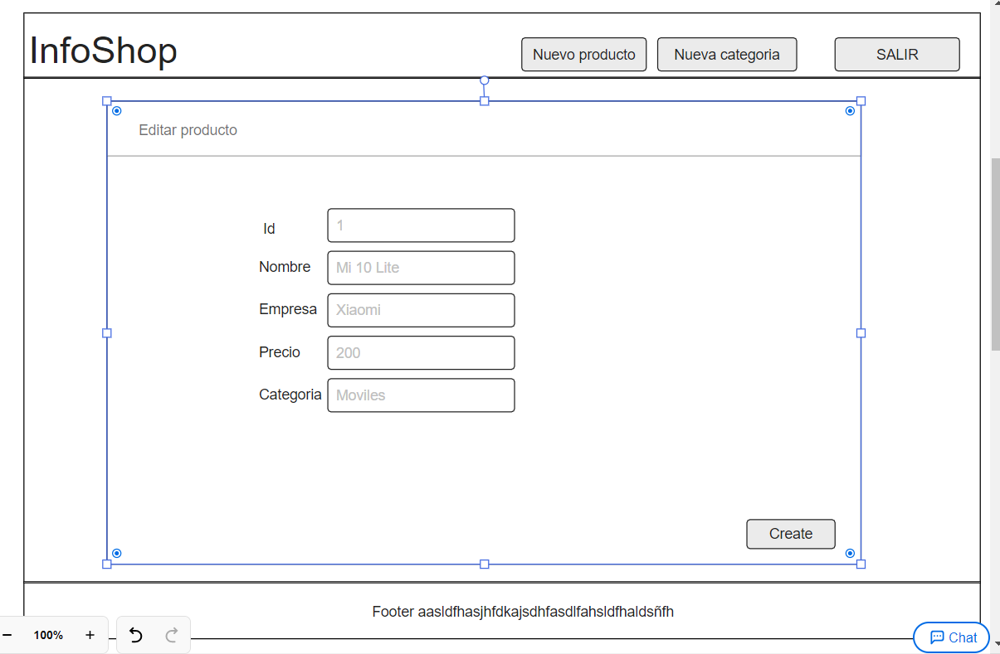 InfoShop
Nuevo producto
Nueva categoria
SALIR
Editar producto
Id
1
Nombre
Mi 10 Lite
Empresa
Xiaomi
Precio
200
Categoria
Moviles
Create
Footer aasldfhasjhfdkajsdhfasdlfahsldfhaldsñfh
100%
Chat